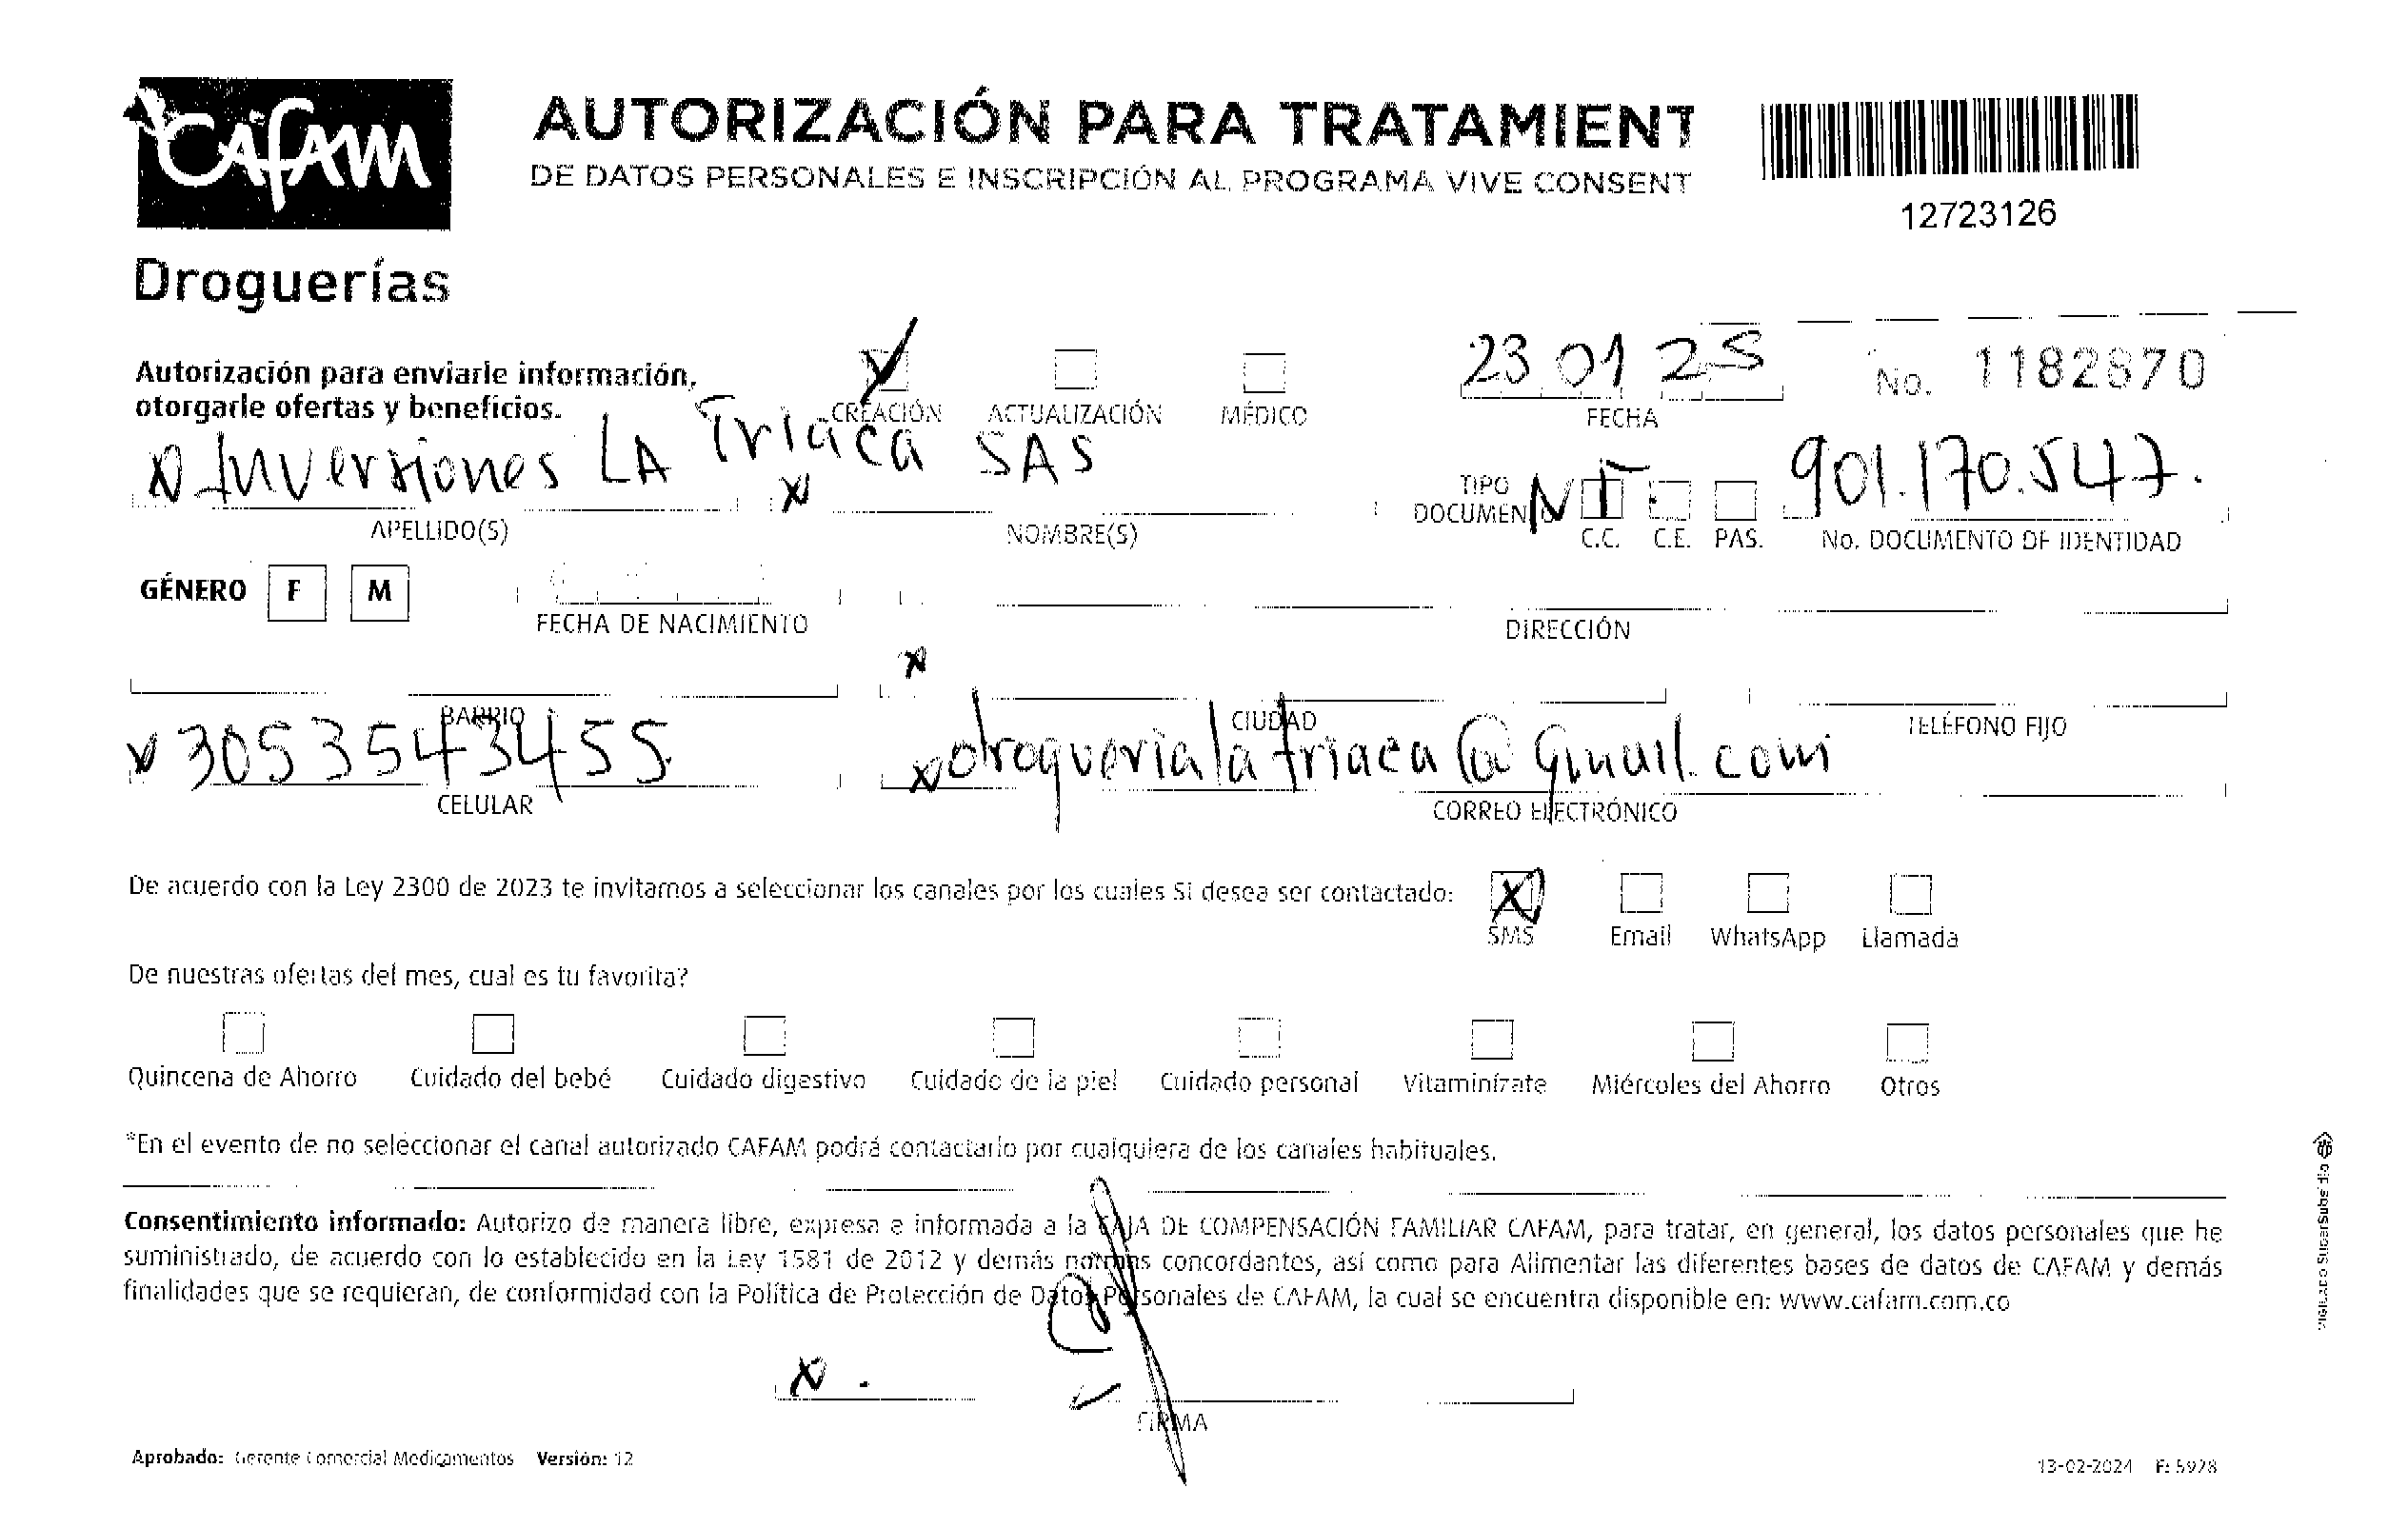 CAfAM
Droguerías
AUTORIZACIÓN PARA TRATAMIENT
DE DATOS PERSONALES E INSCRIPCIÓN AL PROGRAMA VIVE CONSENT
12723126
Autorización para enviarle información,
otorgarle ofertas y beneficios.
CREACIÓN ACTUALIZACIÓN MÉDICO
23 01 25
FECHA
No. 1182870
x Inversiones LA Triaca SAS
x
APELLIDO(S) NOMBRE(S)
TIPO
DOCUMENTO NIT.
C.C. C.E. PAS.
901.170.547.
No. DOCUMENTO DE IDENTIDAD
GÉNERO F M
FECHA DE NACIMIENTO DIRECCIÓN
x
BARRIO CIUDAD TELÉFONO FIJO
x 3053543455 x droguerialatriaca@gmail.com
CELULAR CORREO ELECTRÓNICO
De acuerdo con la Ley 2300 de 2023 te invitamos a seleccionar los canales por los cuales Si desea ser contactado:
X
SMS Email WhatsApp Llamada
De nuestras ofertas del mes, cual es tu favorita?
Quincena de Ahorro Cuidado del bebé Cuidado digestivo Cuidado de la piel Cuidado personal Vitaminízate Miércoles del Ahorro Otros
*En el evento de no seleccionar el canal autorizado CAFAM podrá contactarlo por cualquiera de los canales habituales.
Consentimiento informado: Autorizo de manera libre, expresa e informada a la CAJA DE COMPENSACIÓN FAMILIAR CAFAM, para tratar, en general, los datos personales que he
suministrado, de acuerdo con lo establecido en la Ley 1581 de 2012 y demás normas concordantes, así como para Alimentar las diferentes bases de datos de CAFAM y demás
finalidades que se requieran, de conformidad con la Política de Protección de Datos Personales de CAFAM, la cual se encuentra disponible en: www.cafam.com.co
x.
FIRMA
Aprobado: Gerente Comercial Medicamentos Versión: 12
13-02-2024 F: 5928
VIGILADO SuperSubsidio